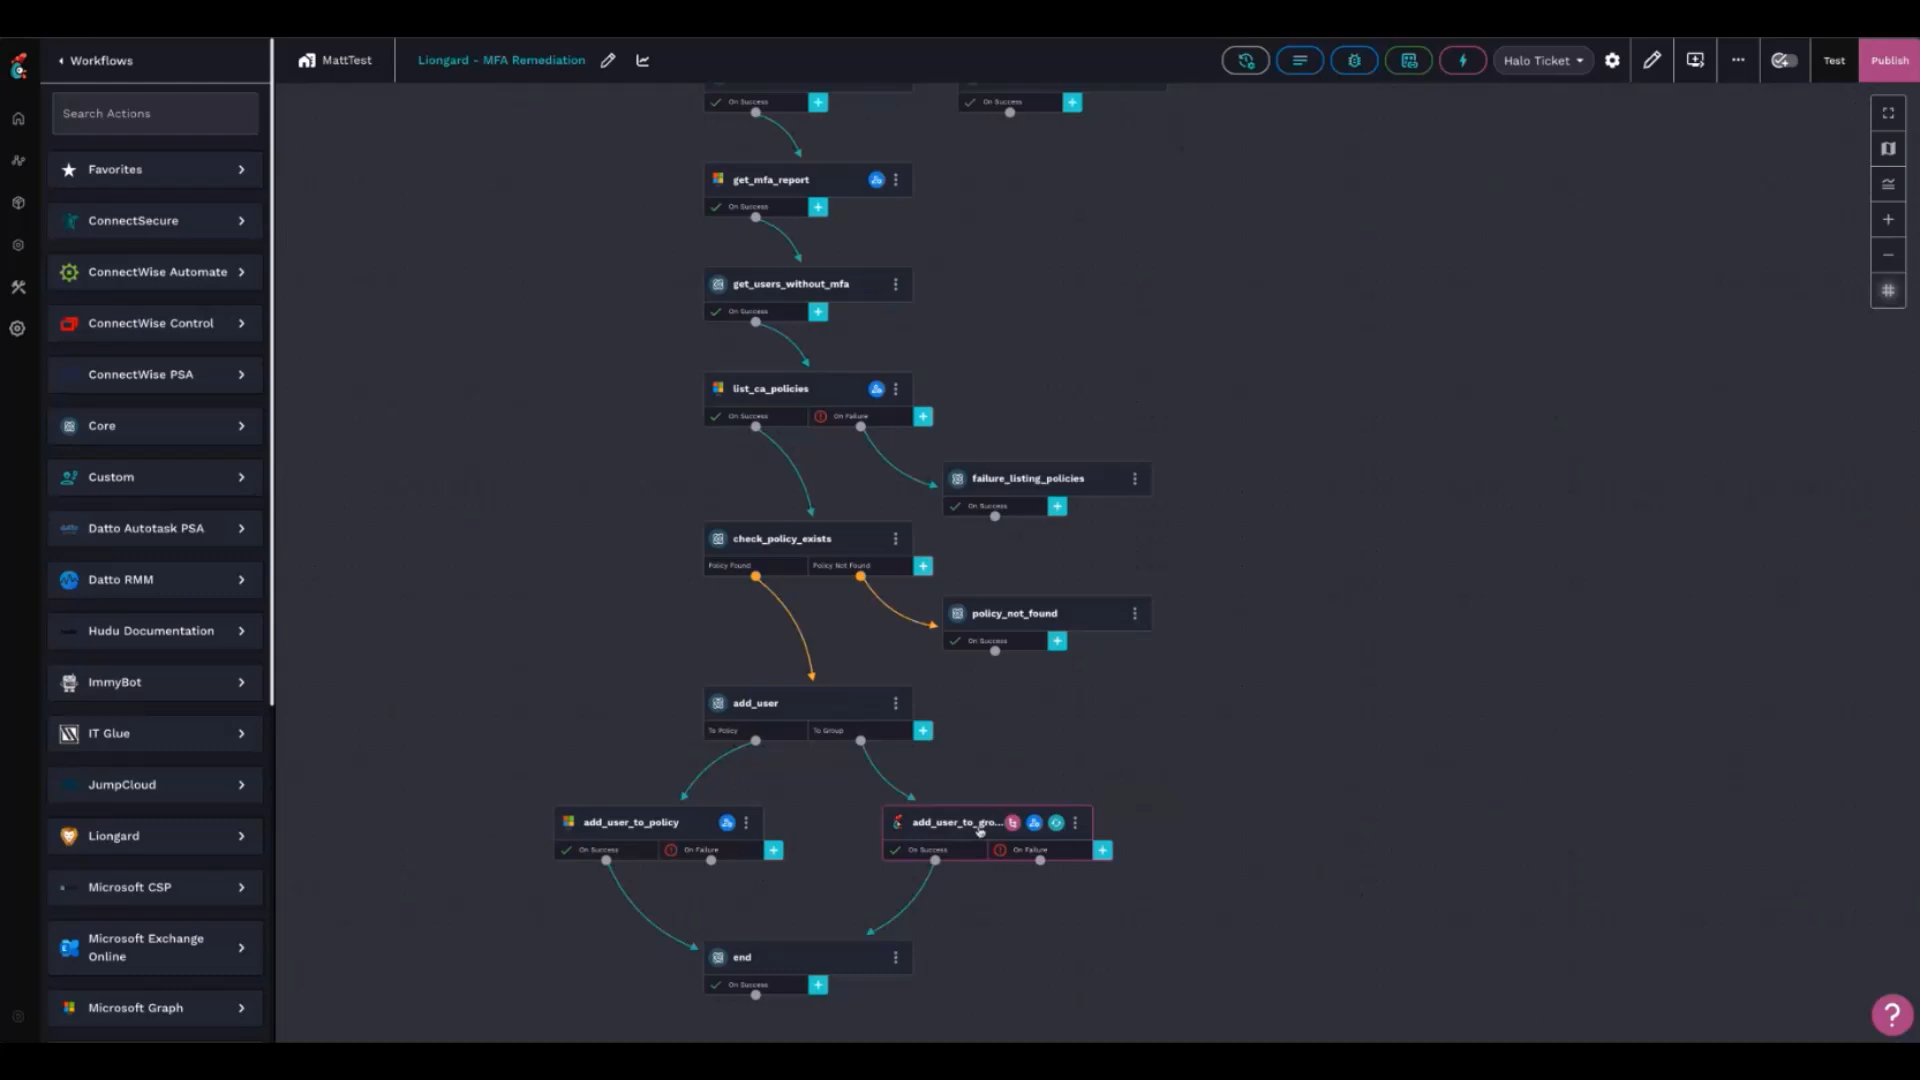 Workflows
MattTest
Liongard - MFA Remediation
Halo Ticket
Test
Publish
Search Actions
Favorites
ConnectSecure
ConnectWise Automate
ConnectWise Control
ConnectWise PSA
Core
Custom
Datto Autotask PSA
Datto RMM
Hudu Documentation
ImmyBot
IT Glue
JumpCloud
Liongard
Microsoft CSP
Microsoft Exchange
Online
Microsoft Graph
On Success
On Success
get_mfa_report
On Success
get_users_without_mfa
On Success
list_ca_policies
On Success
On Failure
failure_listing_policies
On Success
check_policy_exists
Policy Found
Policy Not Found
policy_not_found
On Success
add_user
To Policy
To Group
add_user_to_policy
On Success
On Failure
add_user_to_gro...
On Success
On Failure
end
On Success
?